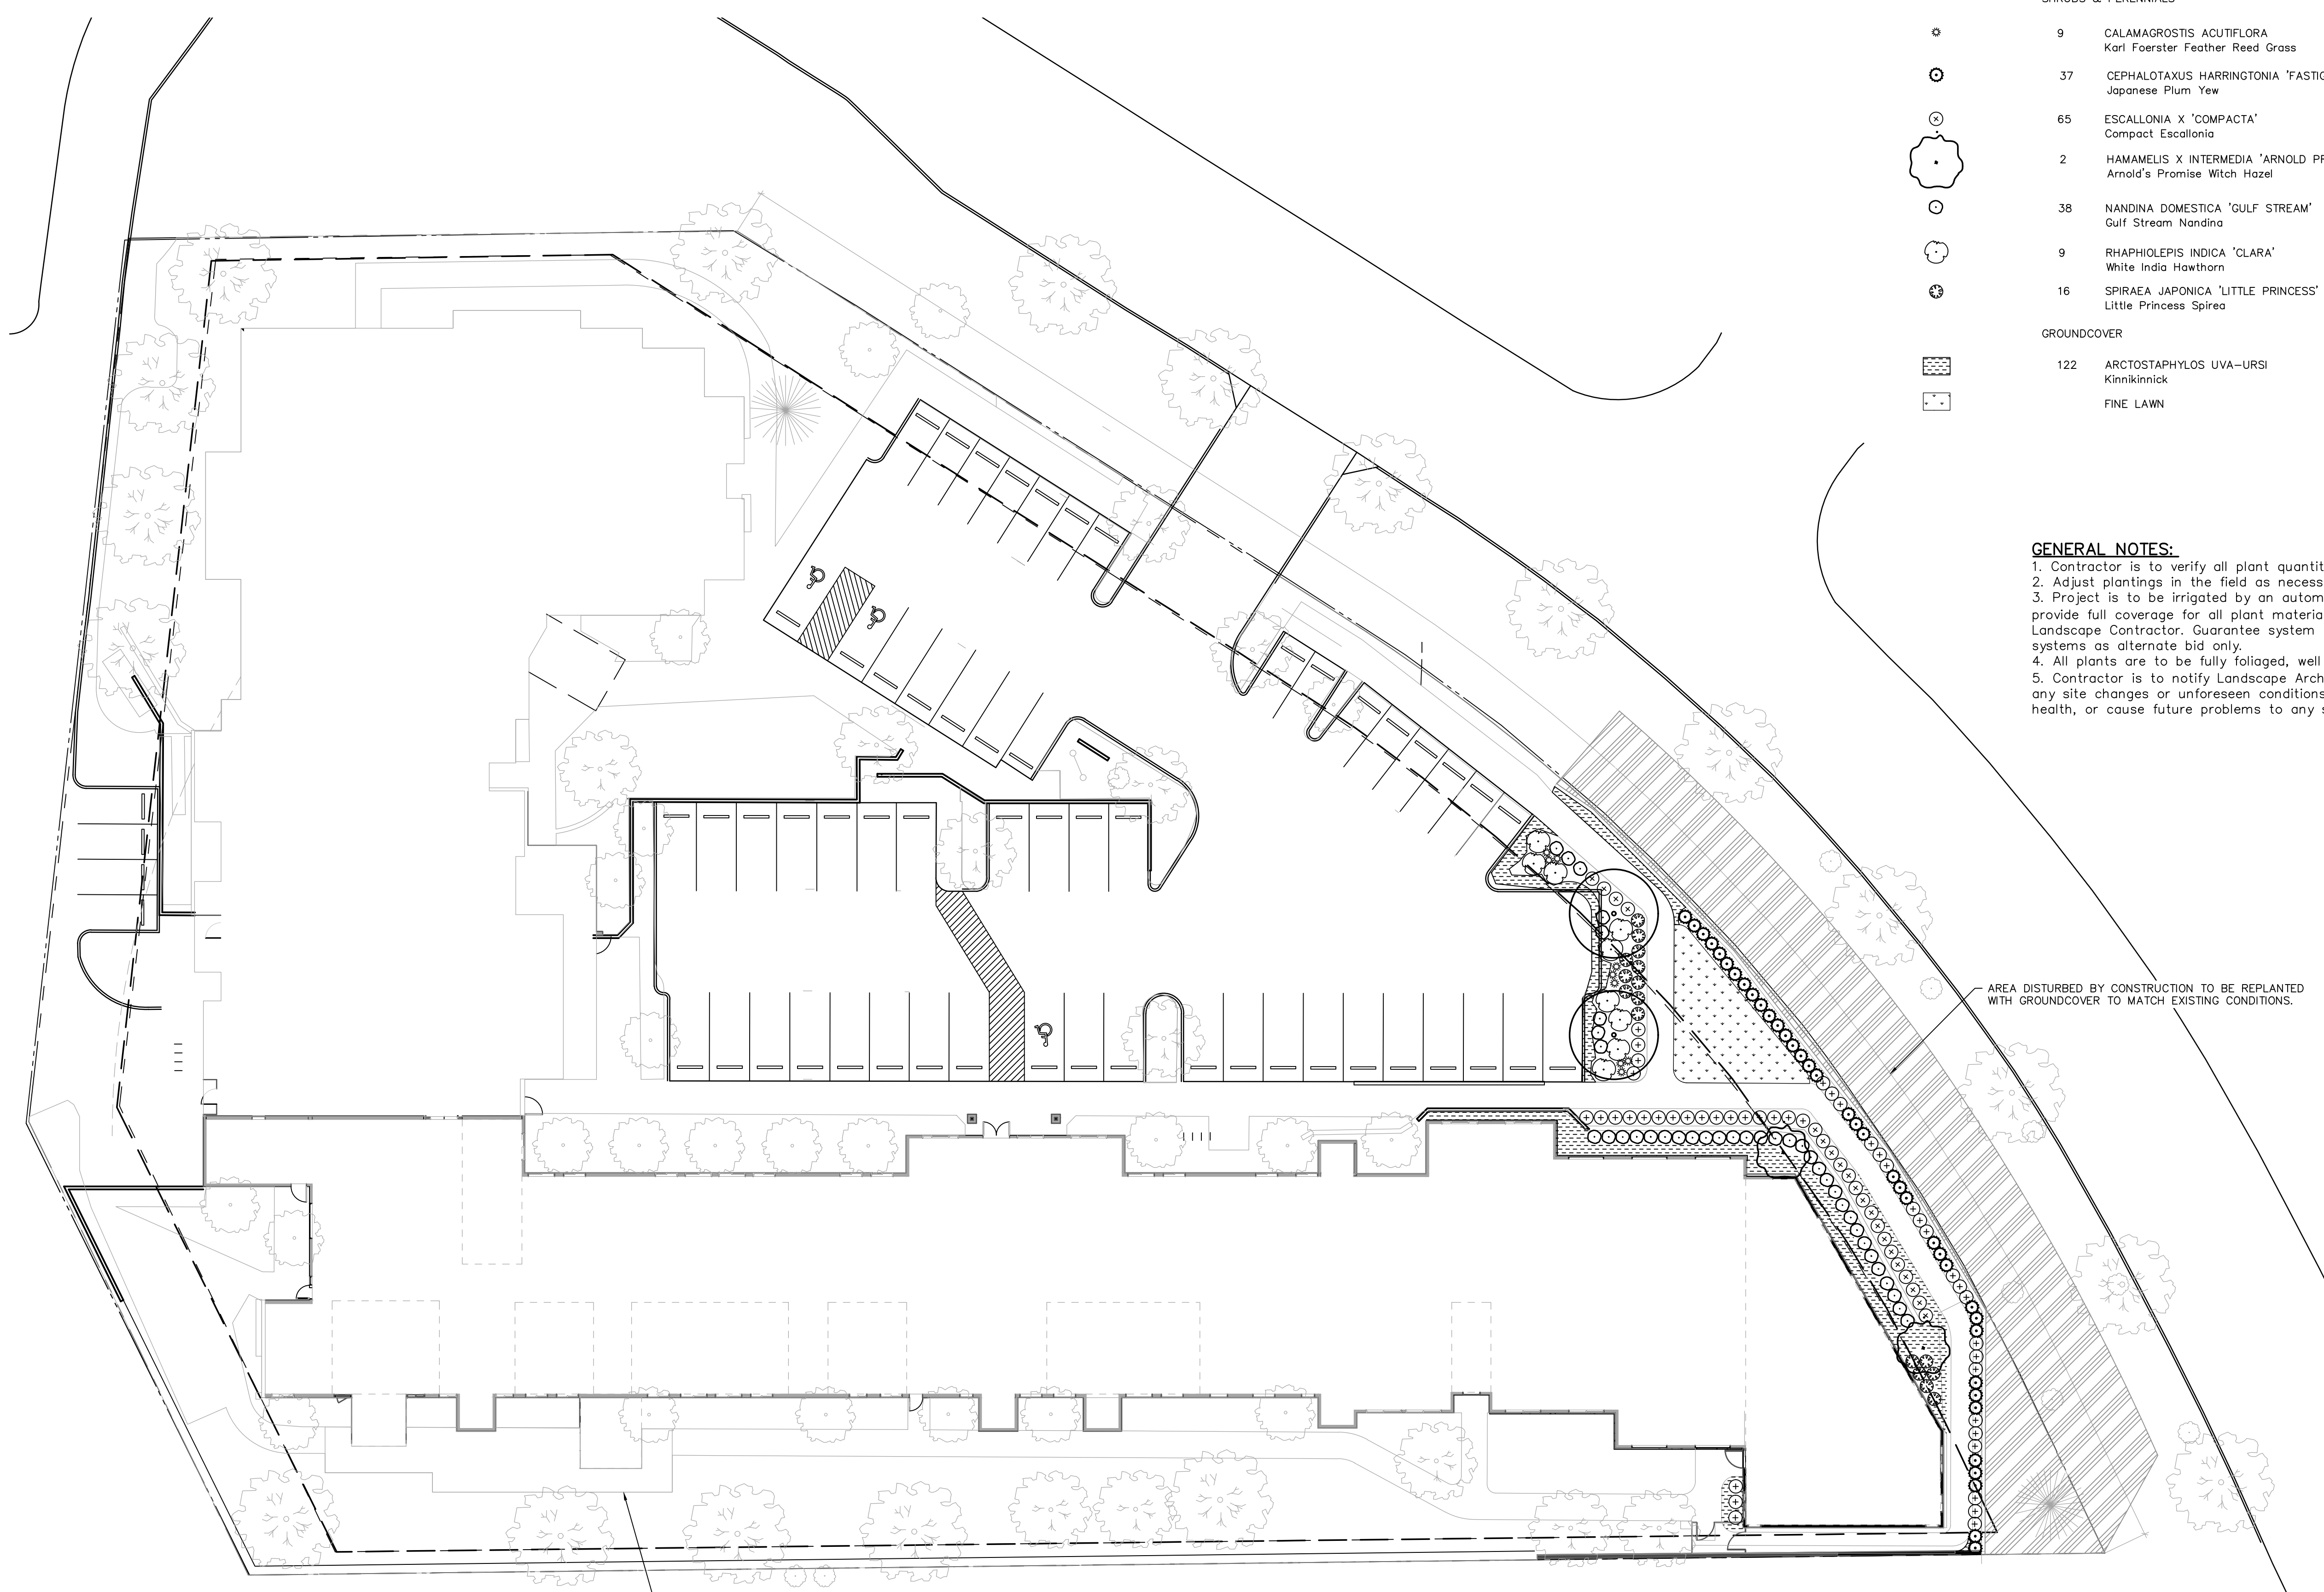 SHRUBS & PERENNIALS
9 CALAMAGROSTIS ACUTIFLORA
Karl Foerster Feather Reed Grass
37 CEPHALOTAXUS HARRINGTONIA 'FASTIG
Japanese Plum Yew
65 ESCALLONIA X 'COMPACTA'
Compact Escallonia
2 HAMAMELIS X INTERMEDIA 'ARNOLD PR
Arnold's Promise Witch Hazel
38 NANDINA DOMESTICA 'GULF STREAM'
Gulf Stream Nandina
9 RHAPHIOLEPIS INDICA 'CLARA'
White India Hawthorn
16 SPIRAEA JAPONICA 'LITTLE PRINCESS'
Little Princess Spirea
GROUNDCOVER
122 ARCTOSTAPHYLOS UVA-URSI
Kinnikinnick
FINE LAWN
GENERAL NOTES:
1. Contractor is to verify all plant quantit
2. Adjust plantings in the field as necess
3. Project is to be irrigated by an autom
provide full coverage for all plant materia
Landscape Contractor. Guarantee system
systems as alternate bid only.
4. All plants are to be fully foliaged, well
5. Contractor is to notify Landscape Arch
any site changes or unforeseen conditions
health, or cause future problems to any s
AREA DISTURBED BY CONSTRUCTION TO BE REPLANTED
WITH GROUNDCOVER TO MATCH EXISTING CONDITIONS.